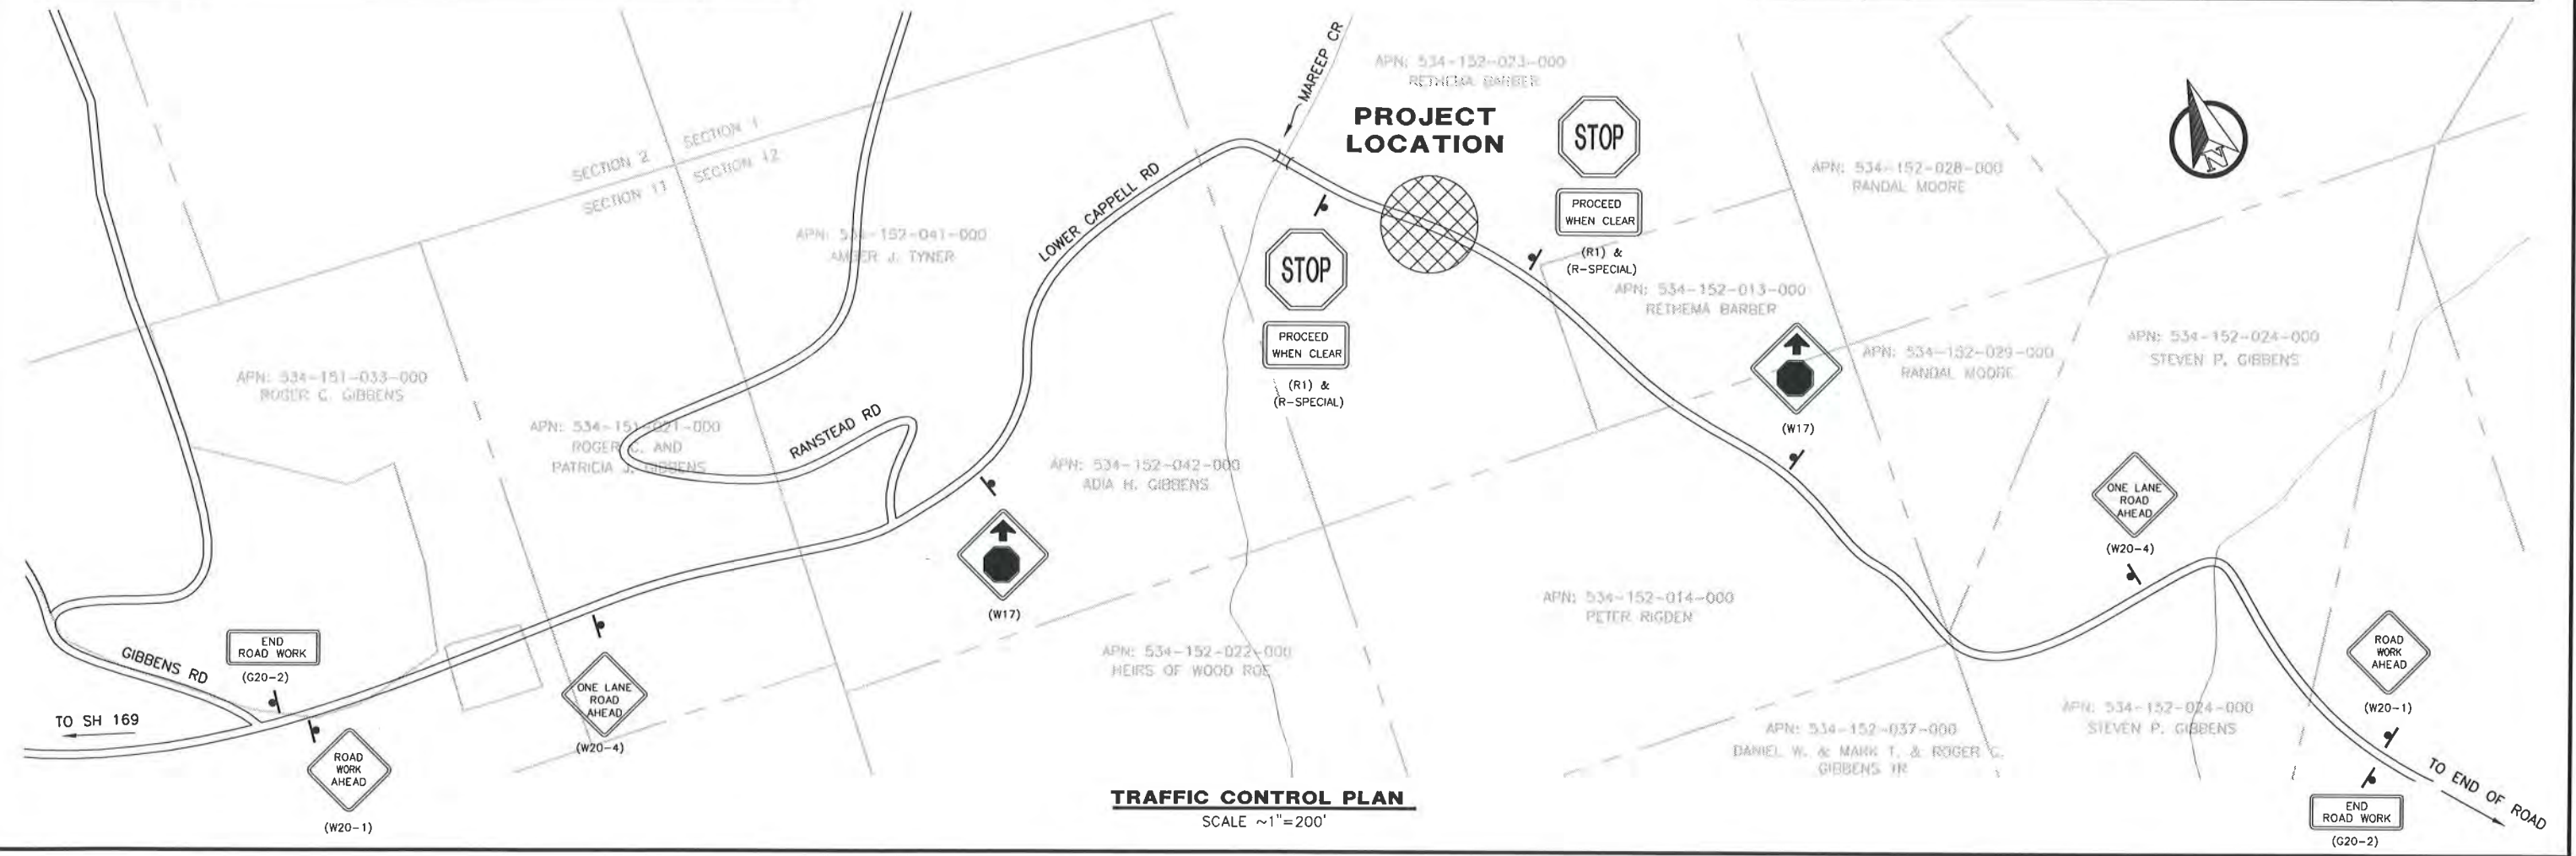 MAREEP CR
APN: 534-152-023-000
RETHEMA BARBER
PROJECT
LOCATION
STOP
PROCEED
WHEN CLEAR
(R1) &
(R-SPECIAL)
N
SECTION 2
SECTION 1
SECTION 11
SECTION 12
APN: 534-152-041-000
AMBER J. TYNER
LOWER CAPPELL RD
STOP
PROCEED
WHEN CLEAR
(R1) &
(R-SPECIAL)
APN: 534-152-028-000
RANDAL MOORE
APN: 534-152-013-000
RETHEMA BARBER
(W17)
APN: 534-152-029-000
RANDAL MOORE
APN: 534-152-024-000
STEVEN P. GIBBENS
APN: 534-151-033-000
ROGER C. GIBBENS
APN: 534-151-021-000
ROGER C. AND
PATRICIA J. GIBBENS
RANSTEAD RD
APN: 534-152-042-000
ADIA H. GIBBENS
(W17)
ONE LANE
ROAD
AHEAD
(W20-4)
APN: 534-152-014-000
PETER RIGDEN
APN: 534-152-022-000
HEIRS OF WOOD ROE
GIBBENS RD
END
ROAD WORK
(G20-2)
TO SH 169
ROAD
WORK
AHEAD
(W20-1)
ONE LANE
ROAD
AHEAD
(W20-4)
APN: 534-152-037-000
DANIEL W. & MARK T. & ROGER C.
GIBBENS JR
APN: 534-152-024-000
STEVEN P. GIBBENS
ROAD
WORK
AHEAD
(W20-1)
TO END OF ROAD
END
ROAD WORK
(G20-2)
TRAFFIC CONTROL PLAN
SCALE ~1"=200'